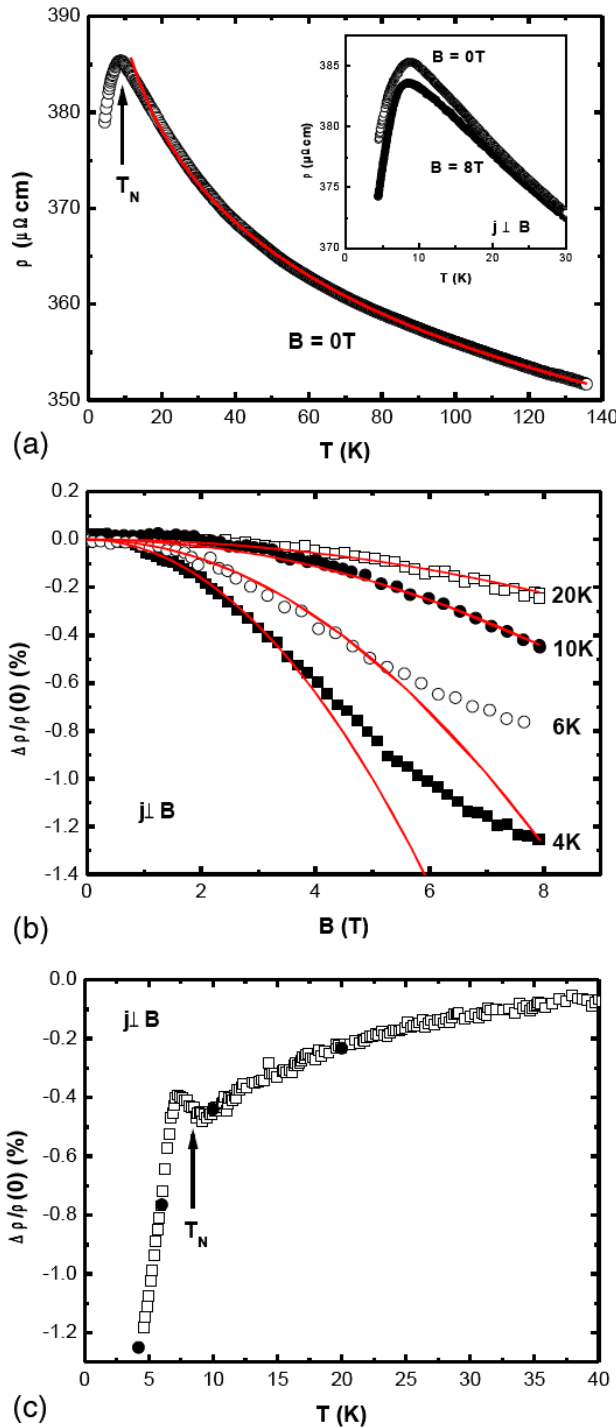 390
380
370
360
350
ρ (μΩ cm)
T_N
B = 0T
0 20 40 60 80 100 120 140
T (K)
(a)
385
380
375
370
ρ (μΩ cm)
B = 0T
B = 8T
j ⊥ B
0 10 20 30
T (K)
0.2
0.0
-0.2
-0.4
-0.6
-0.8
-1.0
-1.2
-1.4
Δρ/ρ(0) (%)
20K
10K
6K
4K
j⊥B
0 2 4 6 8
B (T)
(b)
0.0
-0.2
-0.4
-0.6
-0.8
-1.0
-1.2
Δρ/ρ(0) (%)
j⊥B
T_N
0 5 10 15 20 25 30 35 40
T (K)
(c)